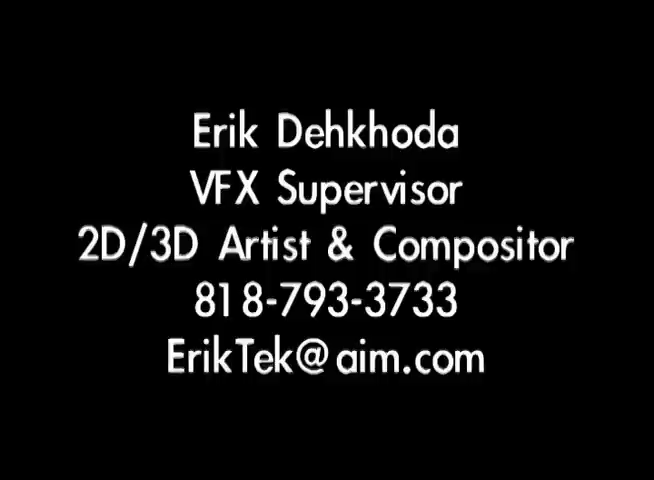 Erik Dehkhoda
VFX Supervisor
2D/3D Artist & Compositor
818-793-3733
ErikTek@aim.com